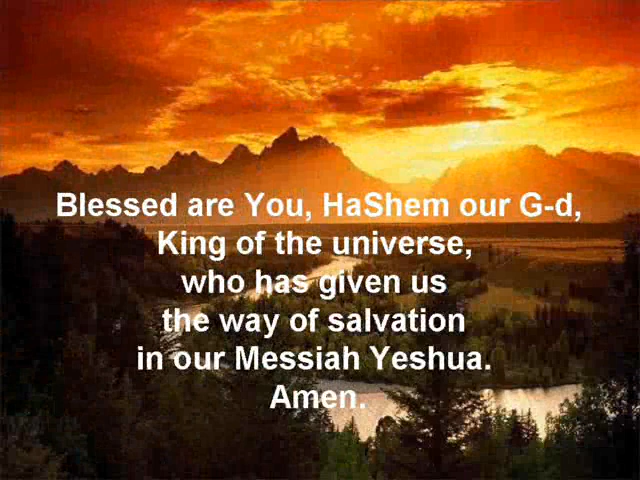 Blessed are You, HaShem our G-d,
King of the universe,
who has given us
the way of salvation
in our Messiah Yeshua.
Amen.